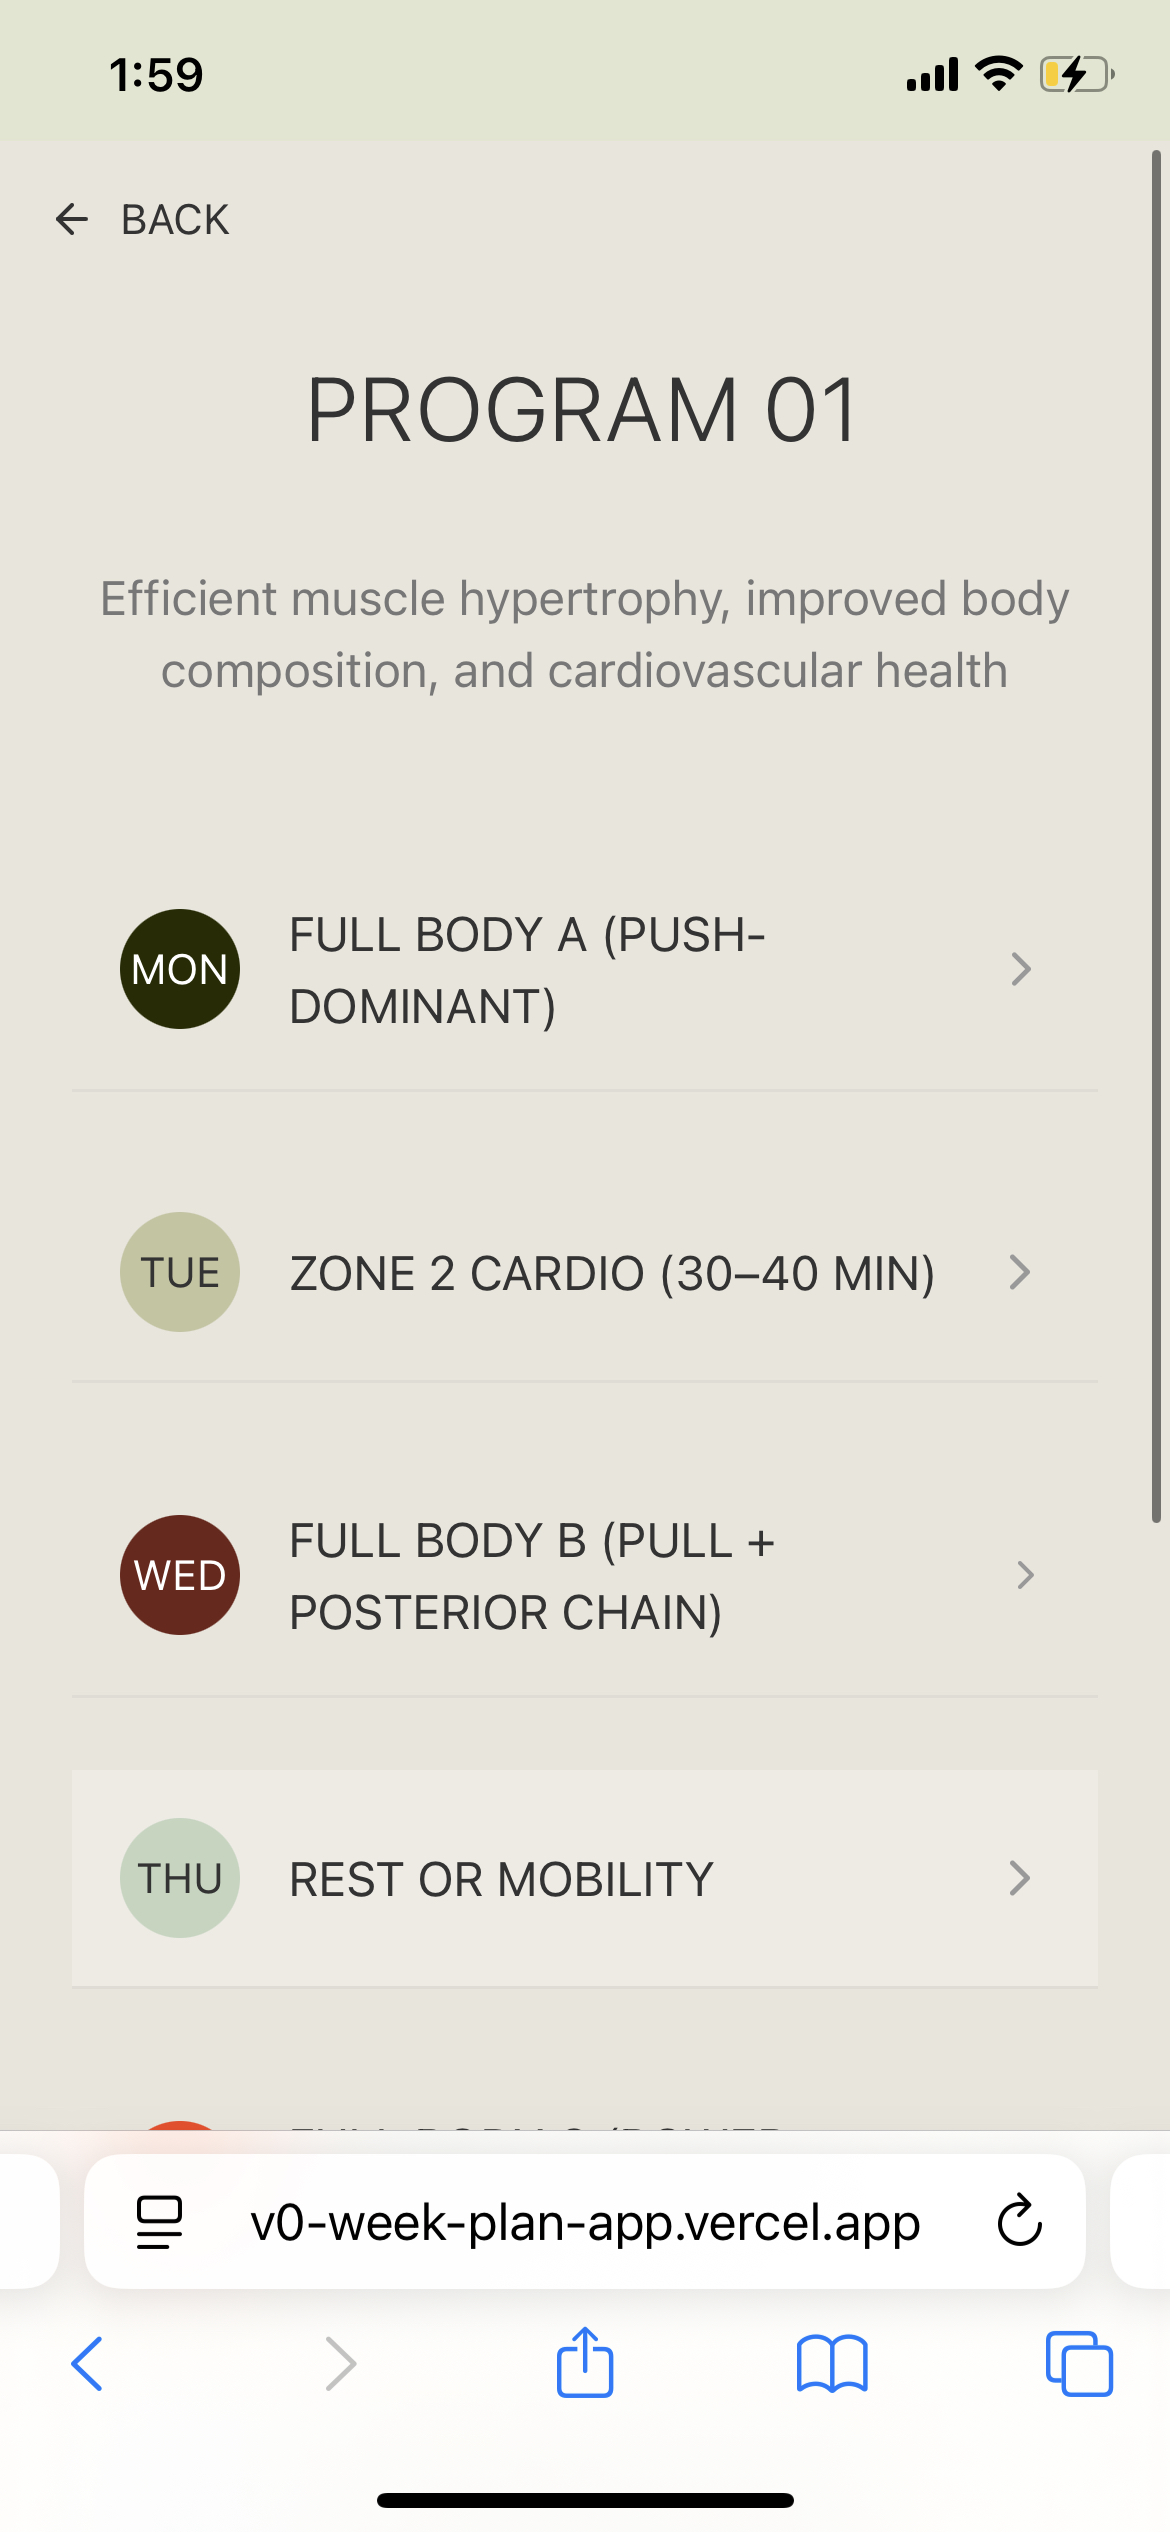 1:59
← BACK
PROGRAM 01
Efficient muscle hypertrophy, improved body
composition, and cardiovascular health
MON
FULL BODY A (PUSH-
DOMINANT)
TUE
ZONE 2 CARDIO (30–40 MIN)
WED
FULL BODY B (PULL +
POSTERIOR CHAIN)
THU
REST OR MOBILITY
v0-week-plan-app.vercel.app